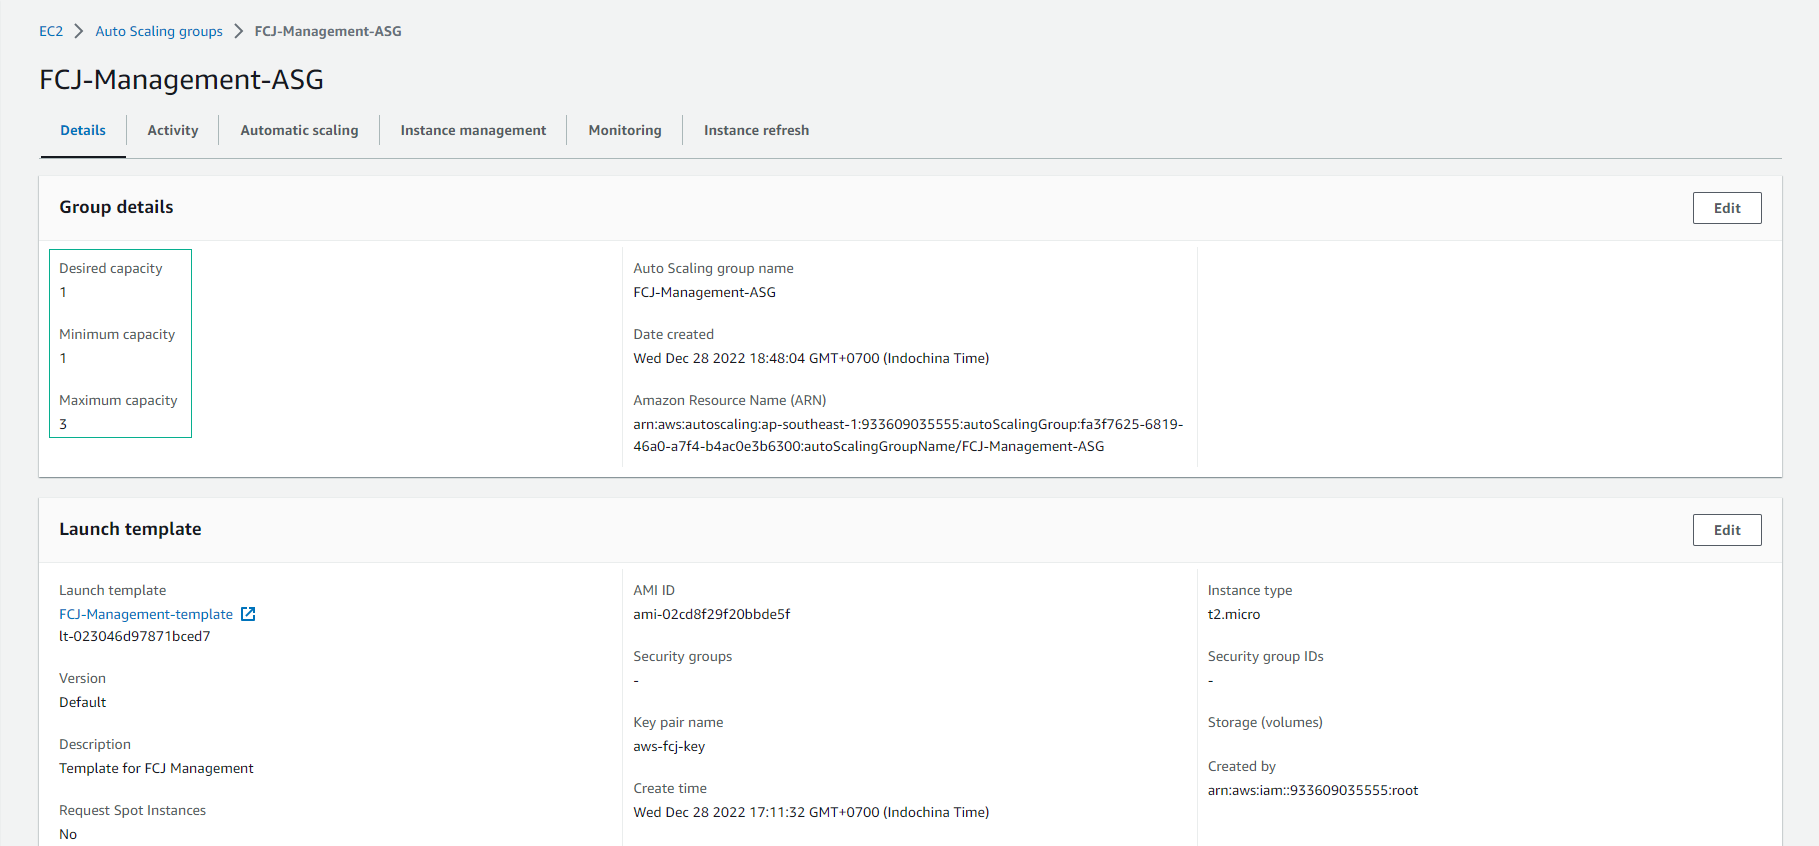 EC2 > Auto Scaling groups > FCJ-Management-ASG
FCJ-Management-ASG
Details
Activity
Automatic scaling
Instance management
Monitoring
Instance refresh
Group details
Edit
Desired capacity
1
Minimum capacity
1
Maximum capacity
3
Auto Scaling group name
FCJ-Management-ASG
Date created
Wed Dec 28 2022 18:48:04 GMT+0700 (Indochina Time)
Amazon Resource Name (ARN)
arn:aws:autoscaling:ap-southeast-1:933609035555:autoScalingGroup:fa3f7625-6819-
46a0-a7f4-b4ac0e3b6300:autoScalingGroupName/FCJ-Management-ASG
Launch template
Edit
Launch template
FCJ-Management-template
lt-023046d97871bced7
Version
Default
Description
Template for FCJ Management
Request Spot Instances
No
AMI ID
ami-02cd8f29f20bbde5f
Security groups
-
Key pair name
aws-fcj-key
Create time
Wed Dec 28 2022 17:11:32 GMT+0700 (Indochina Time)
Instance type
t2.micro
Security group IDs
-
Storage (volumes)
Created by
arn:aws:iam::933609035555:root